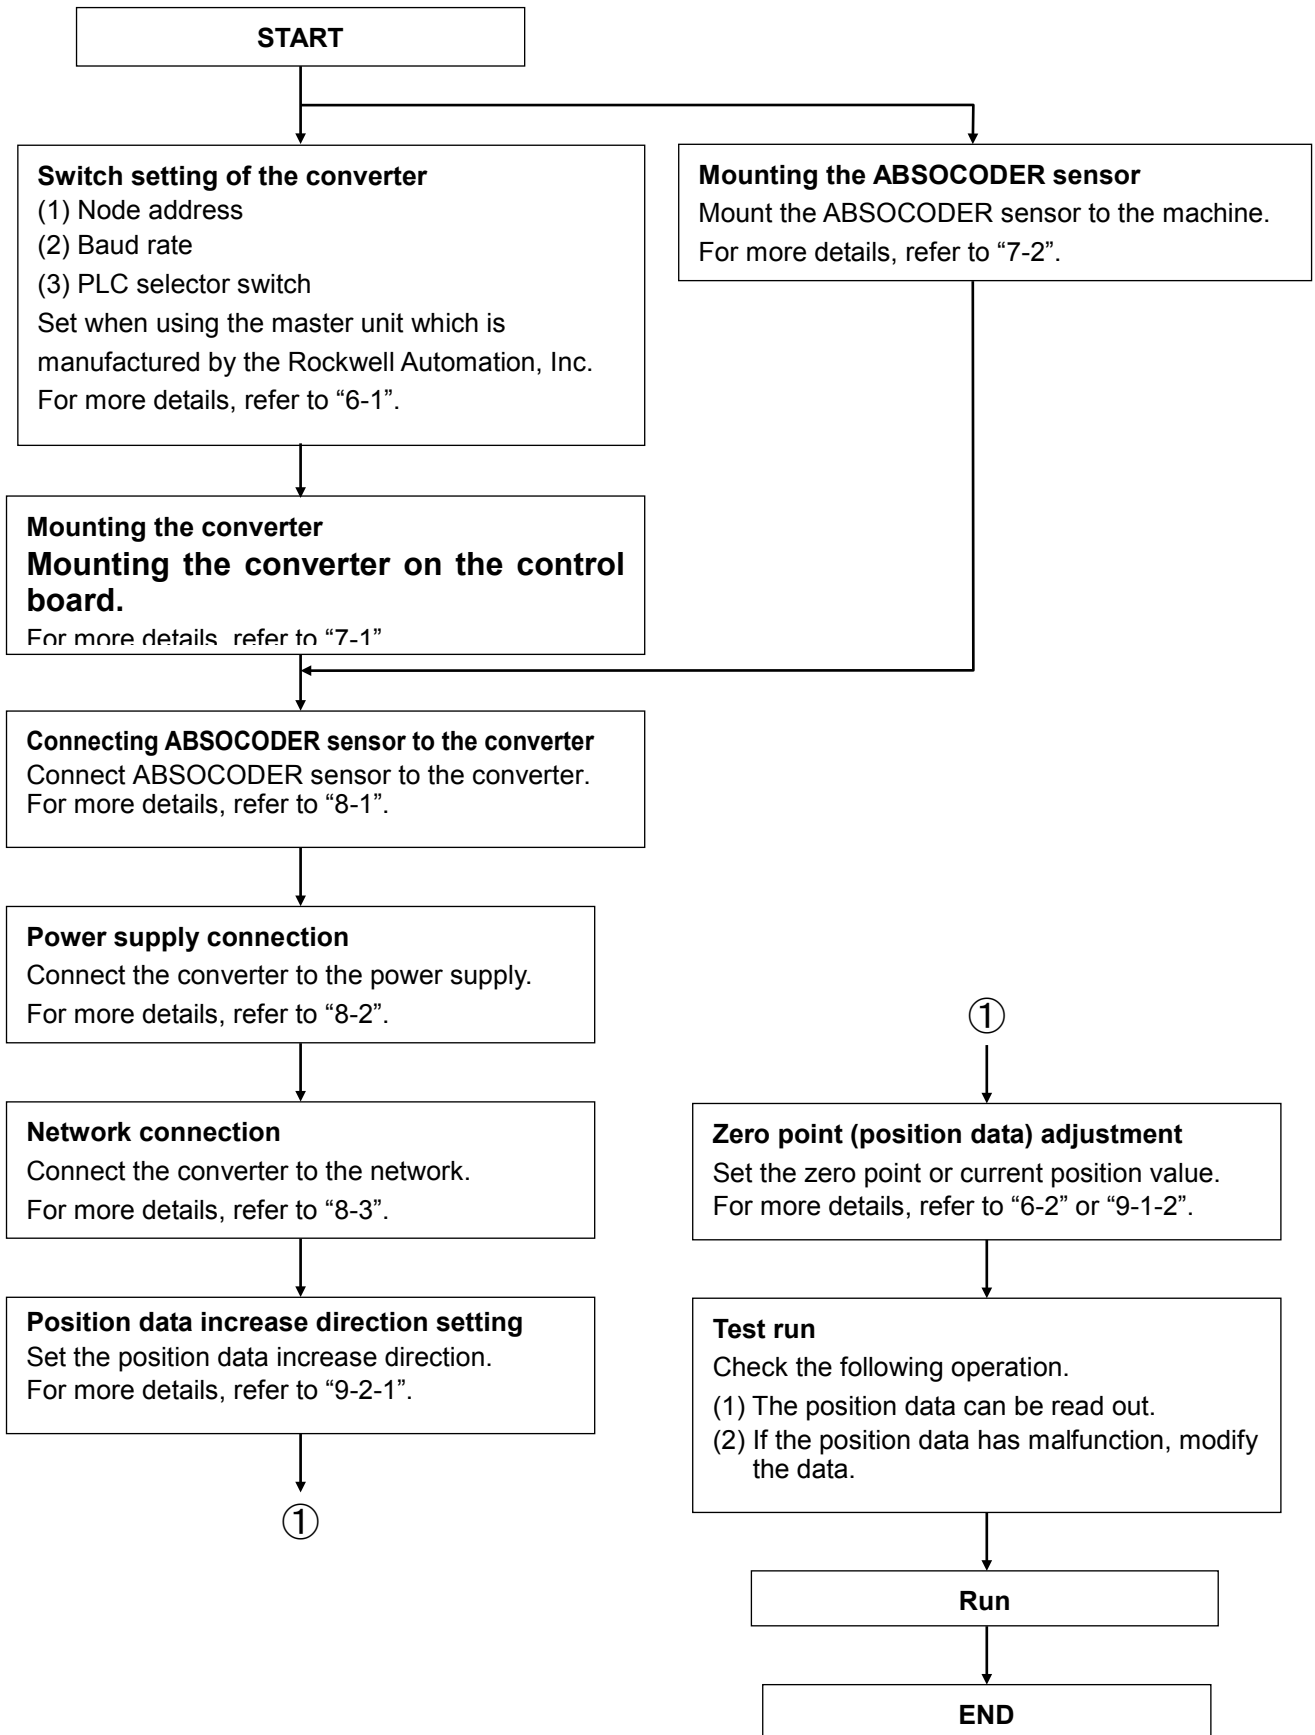 START
Switch setting of the converter
(1) Node address
(2) Baud rate
(3) PLC selector switch
Set when using the master unit which is
manufactured by the Rockwell Automation, Inc.
For more details, refer to “6-1”.
Mounting the ABSOCODER sensor
Mount the ABSOCODER sensor to the machine.
For more details, refer to “7-2”.
Mounting the converter
Mounting the converter on the control
board.
For more details, refer to “7-1”
Connecting ABSOCODER sensor to the converter
Connect ABSOCODER sensor to the converter.
For more details, refer to “8-1”.
Power supply connection
Connect the converter to the power supply.
For more details, refer to “8-2”.
Network connection
Connect the converter to the network.
For more details, refer to “8-3”.
Position data increase direction setting
Set the position data increase direction.
For more details, refer to “9-2-1”.
①
①
Zero point (position data) adjustment
Set the zero point or current position value.
For more details, refer to “6-2” or “9-1-2”.
Test run
Check the following operation.
(1) The position data can be read out.
(2) If the position data has malfunction, modify
the data.
Run
END